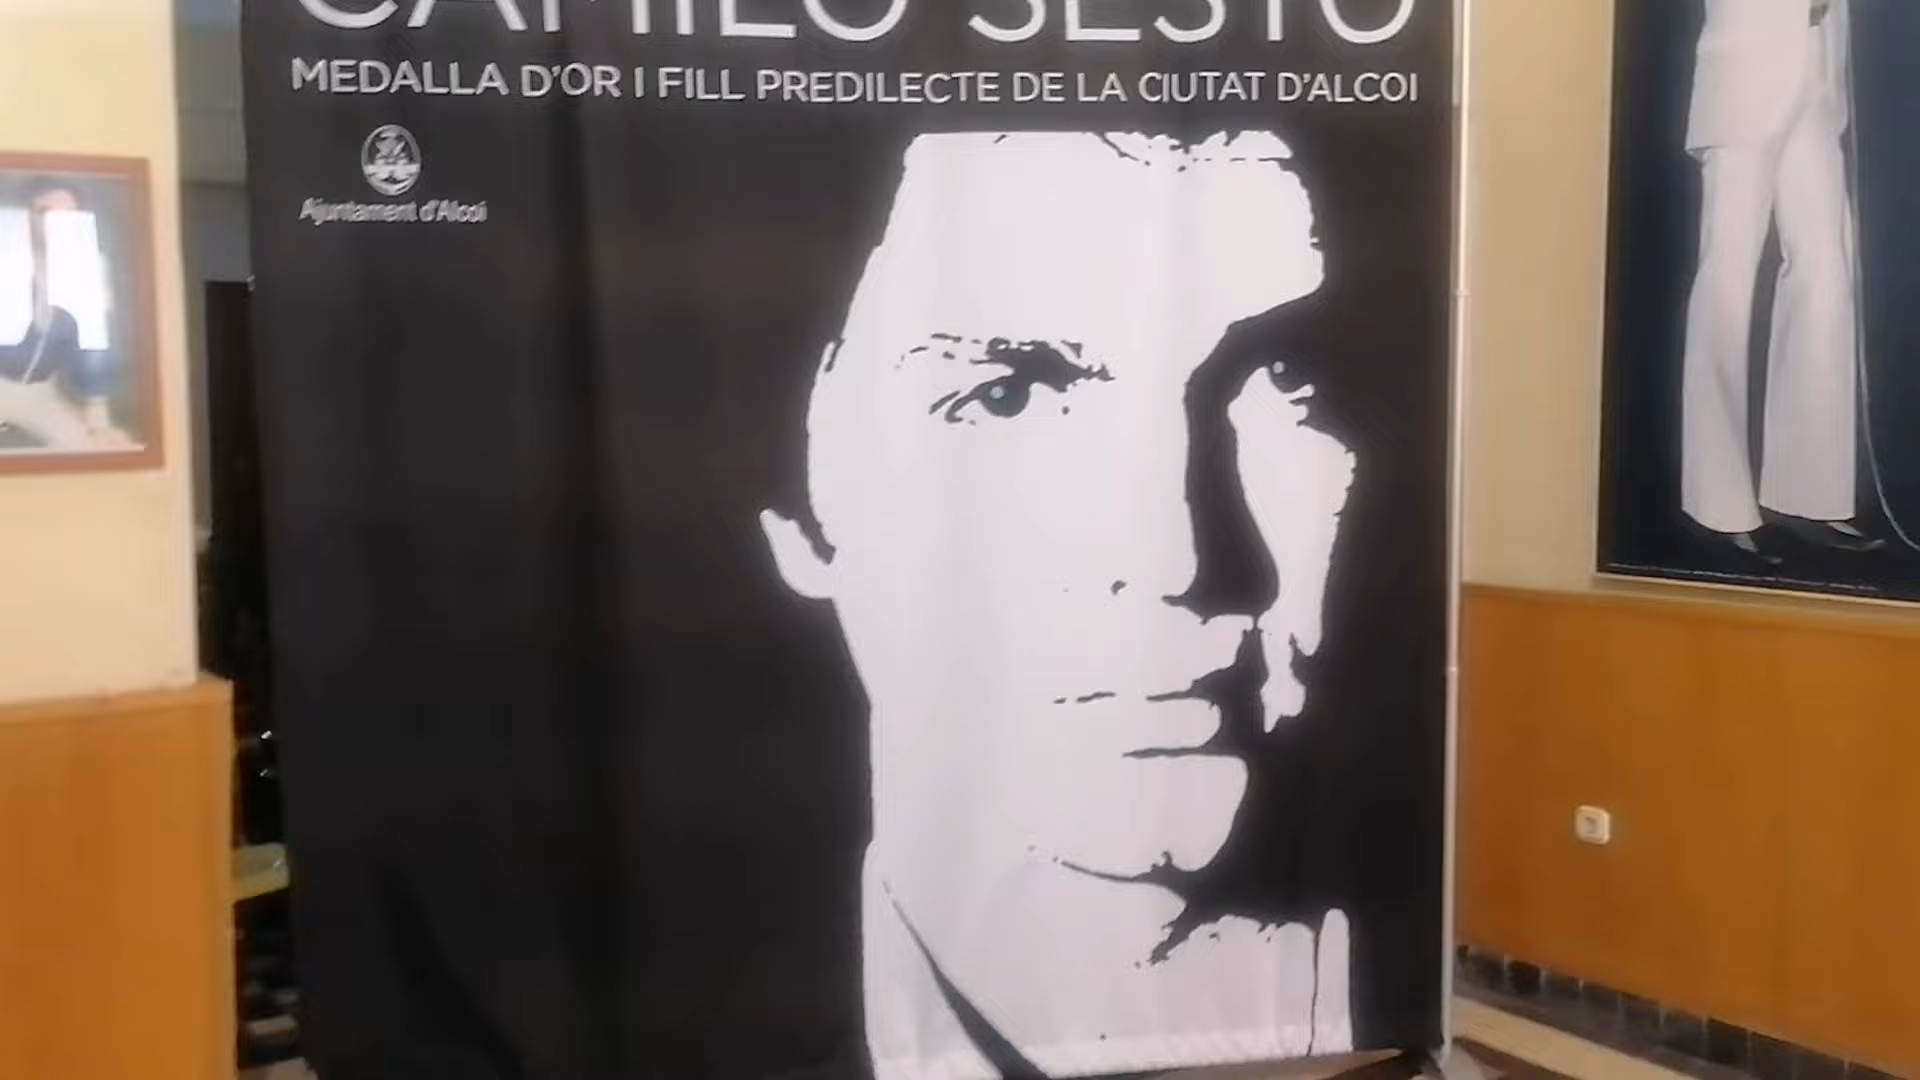 CAMILO SESTO
MEDALLA D'OR I FILL PREDILECTE DE LA CIUTAT D'ALCOI
Ajuntament d'Alcoi